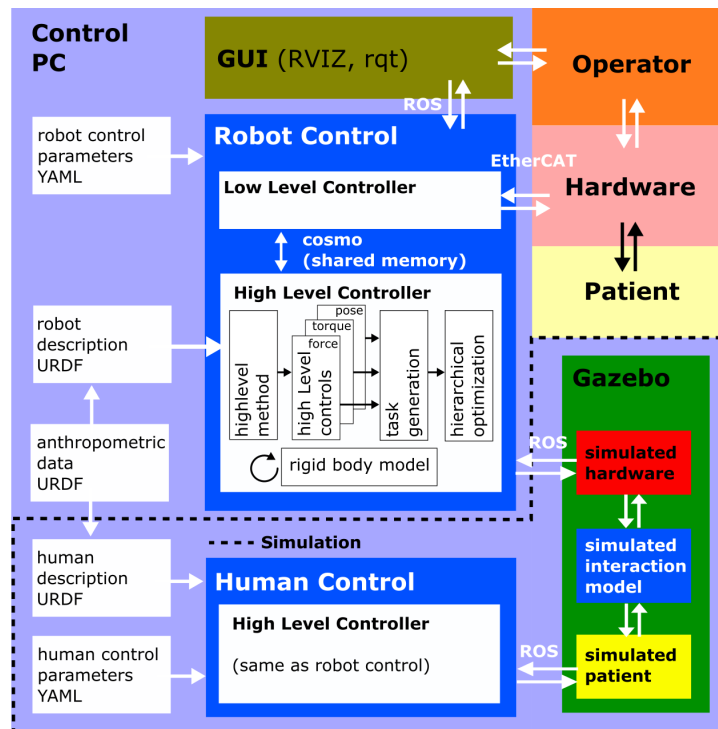 Control
PC
GUI (RVIZ, rqt)
Operator
ROS
robot control
parameters
YAML
Robot Control
EtherCAT
Low Level Controller
Hardware
cosmo
(shared memory)
High Level Controller
Patient
robot
description
URDF
pose
torque
force
highlevel
method
high Level
controls
task
generation
hierarchical
optimization
rigid body model
Gazebo
anthropometric
data
URDF
ROS
simulated
hardware
Simulation
human
description
URDF
simulated
interaction
model
Human Control
High Level Controller
(same as robot control)
human control
parameters
YAML
ROS
simulated
patient